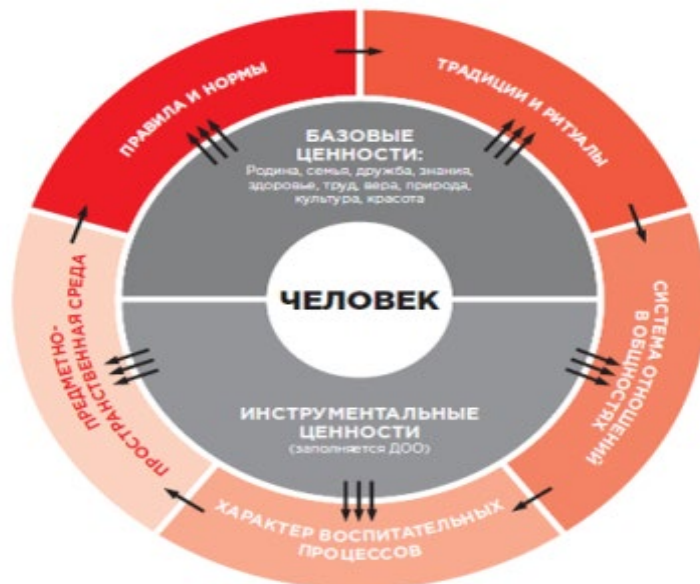 ПРАВИЛА И НОРМЫ
ТРАДИЦИИ И РИТУАЛЫ
БАЗОВЫЕ
ЦЕННОСТИ:
Родина, семья, дружба, знания,
здоровье, труд, вера, природа,
культура, красота
ЧЕЛОВЕК
СИСТЕМА ОТНОШЕНИЙ
В ОБЩНОСТЯХ
ПРЕДМЕТНО-
ПРОСТРАНСТВЕННАЯ СРЕДА
ИНСТРУМЕНТАЛЬНЫЕ
ЦЕННОСТИ
(заполняется ДОО)
ХАРАКТЕР ВОСПИТАТЕЛЬНЫХ
ПРОЦЕССОВ